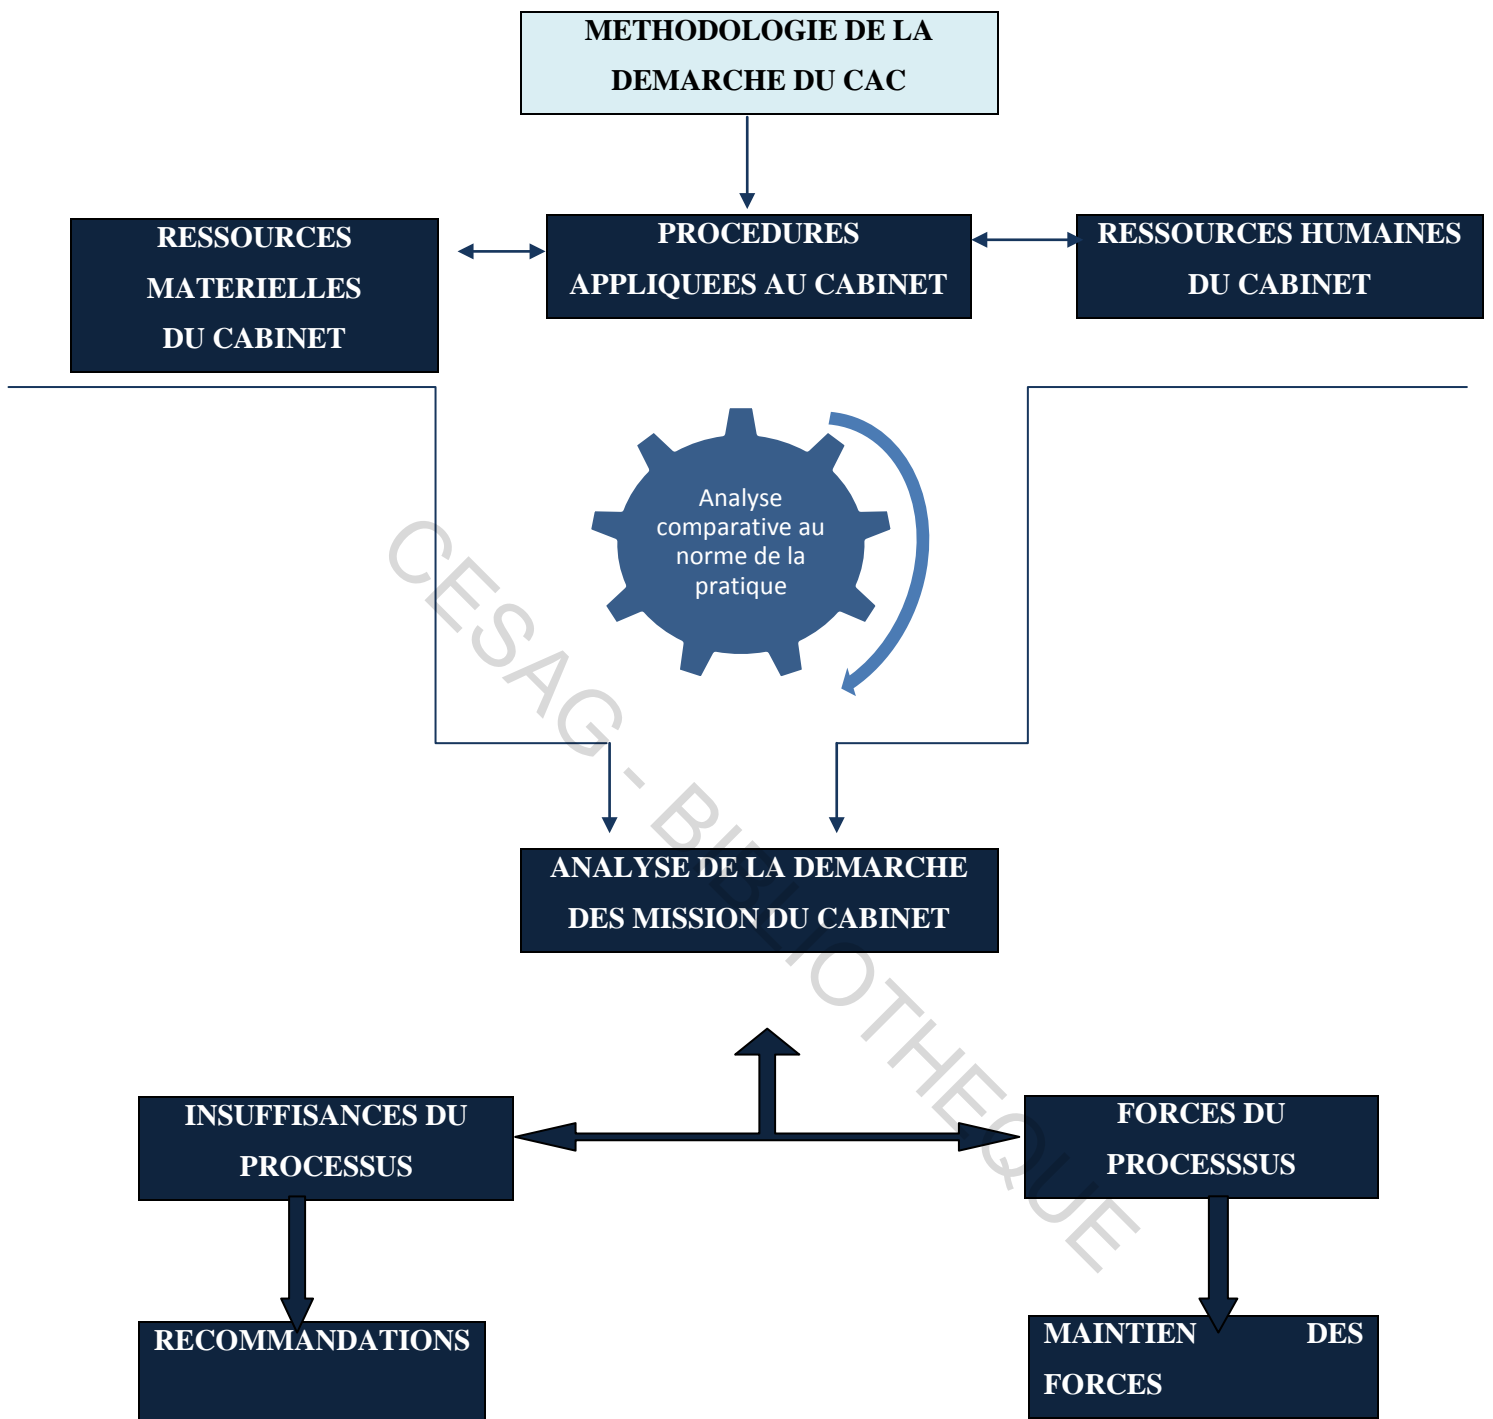 METHODOLOGIE DE LA
DEMARCHE DU CAC
RESSOURCES
MATERIELLES
DU CABINET
PROCEDURES
APPLIQUEES AU CABINET
RESSOURCES HUMAINES
DU CABINET
Analyse
comparative au
norme de la
pratique
ANALYSE DE LA DEMARCHE
DES MISSION DU CABINET
INSUFFISANCES DU
PROCESSUS
FORCES DU
PROCESSSUS
RECOMMANDATIONS
MAINTIEN DES
FORCES
CESAG - BIBLIOTHEQUE